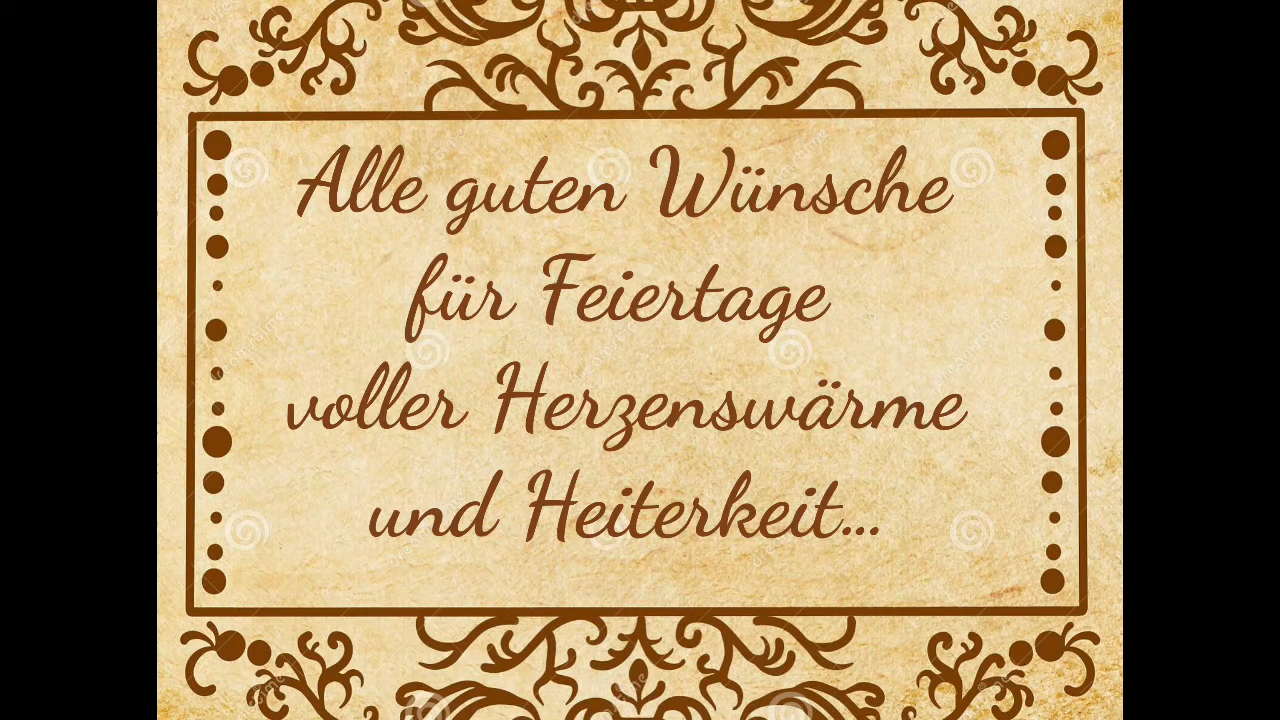 Alle guten Wünsche
für Feiertage
voller Herzenswärme
und Heiterkeit...